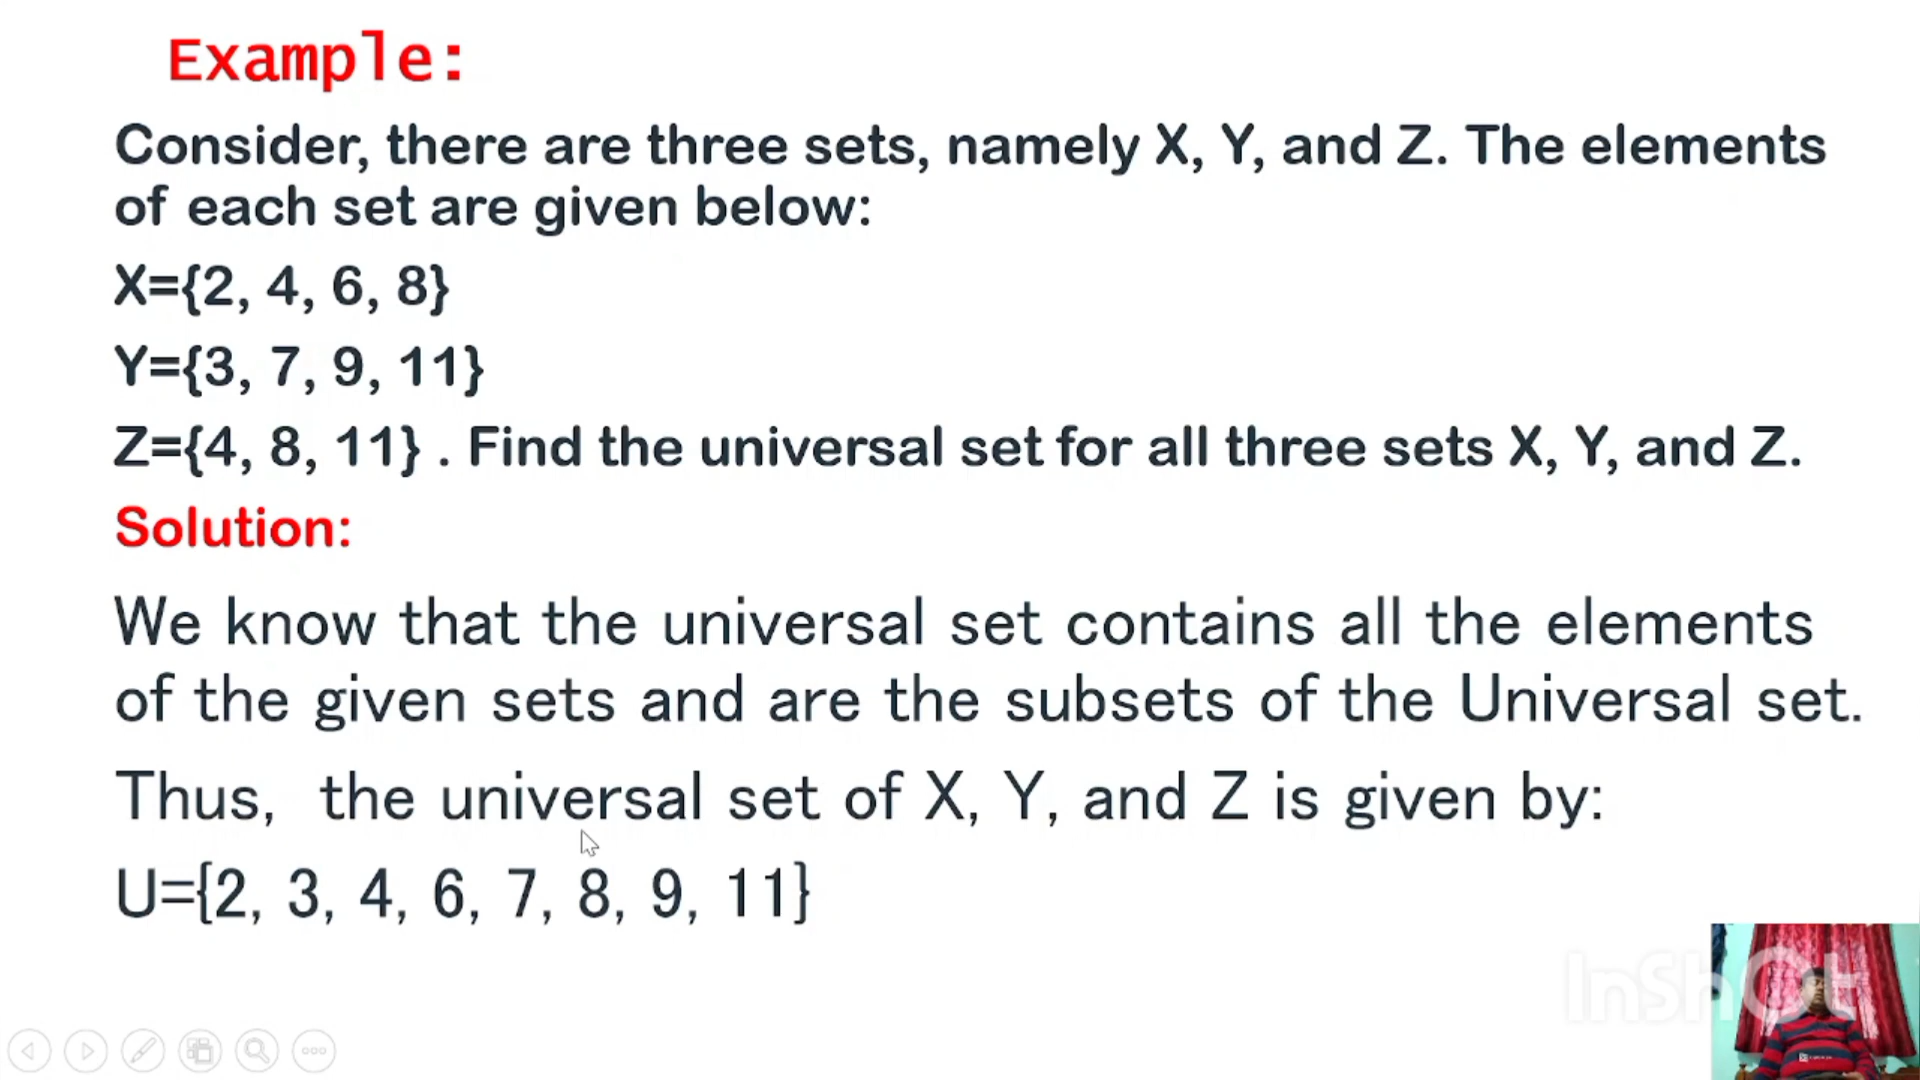 Example:
Consider, there are three sets, namely X, Y, and Z. The elements
of each set are given below:
X={2, 4, 6, 8}
Y={3, 7, 9, 11}
Z={4, 8, 11} . Find the universal set for all three sets X, Y, and Z.
Solution:
We know that the universal set contains all the elements
of the given sets and are the subsets of the Universal set.
Thus, the universal set of X, Y, and Z is given by:
U={2, 3, 4, 6, 7, 8, 9, 11}
InShOt